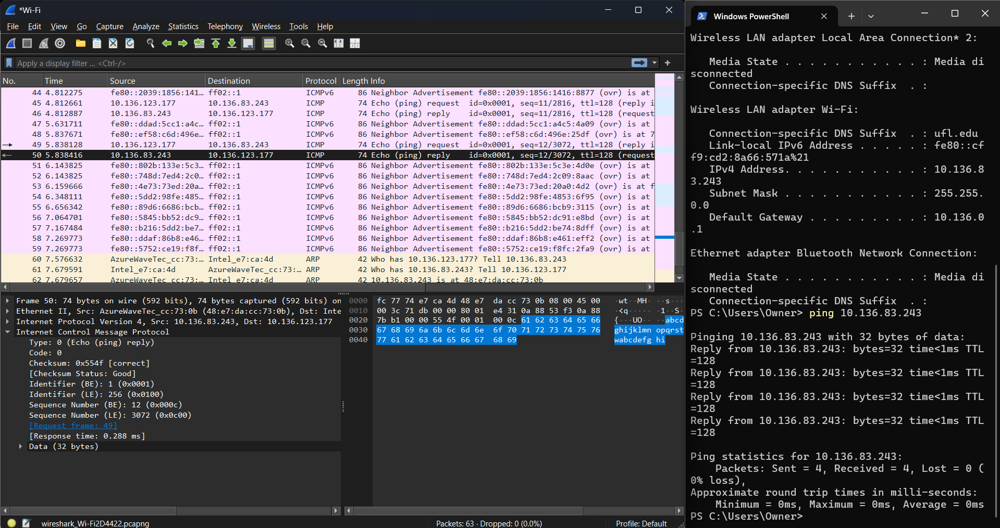 *Wi-Fi
File Edit View Go Capture Analyze Statistics Telephony Wireless Tools Help
Apply a display filter ... <Ctrl-/>
No. Time Source Destination Protocol Length Info
44 4.812275 fe80::2039:1856:141… ff02::1 ICMPv6 86 Neighbor Advertisement fe80::2039:1856:1416:8877 (ovr) is at
45 4.812661 10.136.123.177 10.136.83.243 ICMP 74 Echo (ping) request id=0x0001, seq=11/2816, ttl=128 (reply i
46 4.812887 10.136.83.243 10.136.123.177 ICMP 74 Echo (ping) reply id=0x0001, seq=11/2816, ttl=128 (request
47 5.631711 fe80::ddad:5cc1:a4c… ff02::1 ICMPv6 86 Neighbor Advertisement fe80::ddad:5cc1:a4c5:4a09 (ovr) is at
48 5.837671 fe80::ef58:c6d:496e… ff02::1 ICMPv6 86 Neighbor Advertisement fe80::ef58:c6d:496e:25df (ovr) is at 7
49 5.838128 10.136.123.177 10.136.83.243 ICMP 74 Echo (ping) request id=0x0001, seq=12/3072, ttl=128 (reply i
50 5.838416 10.136.83.243 10.136.123.177 ICMP 74 Echo (ping) reply id=0x0001, seq=12/3072, ttl=128 (request
51 6.143825 fe80::802b:133e:5c3… ff02::1 ICMPv6 86 Neighbor Advertisement fe80::802b:133e:5c3e:4d0e (ovr) is at
52 6.143825 fe80::748d:7ed4:2c0… ff02::1 ICMPv6 86 Neighbor Advertisement fe80::748d:7ed4:2c09:8aac (ovr) is at
53 6.159666 fe80::4e73:73ed:20a… ff02::1 ICMPv6 86 Neighbor Advertisement fe80::4e73:73ed:20a0:4d2 (ovr) is at f
54 6.348111 fe80::5dd2:98fe:485… ff02::1 ICMPv6 86 Neighbor Advertisement fe80::5dd2:98fe:4853:6f95 (ovr) is at
55 6.656342 fe80::89d6:6686:bcb… ff02::1 ICMPv6 86 Neighbor Advertisement fe80::89d6:6686:bcb9:3115 (ovr) is at
56 7.064701 fe80::5845:bb52:dc9… ff02::1 ICMPv6 86 Neighbor Advertisement fe80::5845:bb52:dc91:e8bd (ovr) is at
57 7.167484 fe80::b216:5dd2:be7… ff02::1 ICMPv6 86 Neighbor Advertisement fe80::b216:5dd2:be74:8dff (ovr) is at
58 7.269773 fe80::ddaf:86b8:e46… ff02::1 ICMPv6 86 Neighbor Advertisement fe80::ddaf:86b8:e461:eff2 (ovr) is at
59 7.269773 fe80::5752:ce19:f8f… ff02::1 ICMPv6 86 Neighbor Advertisement fe80::5752:ce19:f8fc:2fa9 (ovr) is at
60 7.576632 AzureWaveTec_cc:73:… Intel_e7:ca:4d ARP 42 Who has 10.136.123.177? Tell 10.136.83.243
61 7.679591 Intel_e7:ca:4d AzureWaveTec_cc:73:… ARP 42 Who has 10.136.83.243? Tell 10.136.123.177
62 7.679657 AzureWaveTec_cc:73:… Intel_e7:ca:4d ARP 42 10.136.83.243 is at 48:e7:da:cc:73:0b
Frame 50: 74 bytes on wire (592 bits), 74 bytes captured (592 bits) on
Ethernet II, Src: AzureWaveTec_cc:73:0b (48:e7:da:cc:73:0b), Dst: Inte
Internet Protocol Version 4, Src: 10.136.83.243, Dst: 10.136.123.177
Internet Control Message Protocol
Type: 0 (Echo (ping) reply)
Code: 0
Checksum: 0x554f [correct]
[Checksum Status: Good]
Identifier (BE): 1 (0x0001)
Identifier (LE): 256 (0x0100)
Sequence Number (BE): 12 (0x000c)
Sequence Number (LE): 3072 (0x0c00)
[Request frame: 49]
[Response time: 0.288 ms]
Data (32 bytes)
0000 fc 77 74 e7 ca 4d 48 e7 da cc 73 0b 08 00 45 00 ·wt··MH· ··s···E·
0010 00 3c 71 db 00 00 80 01 e4 31 0a 88 53 f3 0a 88 ·<q····· ·1··S···
0020 7b b1 00 00 55 4f 00 01 00 0c 61 62 63 64 65 66 {···UO·· ··abcdef
0030 67 68 69 6a 6b 6c 6d 6e 6f 70 71 72 73 74 75 76 ghijklmn opqrstuv
0040 77 61 62 63 64 65 66 67 68 69 wabcdefg hi
wireshark_Wi-Fi2D4422.pcapng Packets: 63 · Dropped: 0 (0.0%) Profile: Default
Windows PowerShell
Wireless LAN adapter Local Area Connection* 2:
Media State . . . . . . . . . . . : Media di
sconnected
Connection-specific DNS Suffix . :
Wireless LAN adapter Wi-Fi:
Connection-specific DNS Suffix . : ufl.edu
Link-local IPv6 Address . . . . . : fe80::cf
f9:cd2:8a66:571a%21
IPv4 Address. . . . . . . . . . . : 10.136.8
3.243
Subnet Mask . . . . . . . . . . . : 255.255.
0.0
Default Gateway . . . . . . . . . : 10.136.0
.1
Ethernet adapter Bluetooth Network Connection:
Media State . . . . . . . . . . . : Media di
sconnected
Connection-specific DNS Suffix . :
PS C:\Users\Owner> ping 10.136.83.243
Pinging 10.136.83.243 with 32 bytes of data:
Reply from 10.136.83.243: bytes=32 time<1ms TTL
=128
Reply from 10.136.83.243: bytes=32 time<1ms TTL
=128
Reply from 10.136.83.243: bytes=32 time<1ms TTL
=128
Reply from 10.136.83.243: bytes=32 time<1ms TTL
=128
Ping statistics for 10.136.83.243:
Packets: Sent = 4, Received = 4, Lost = 0 (
0% loss),
Approximate round trip times in milli-seconds:
Minimum = 0ms, Maximum = 0ms, Average = 0ms
PS C:\Users\Owner>